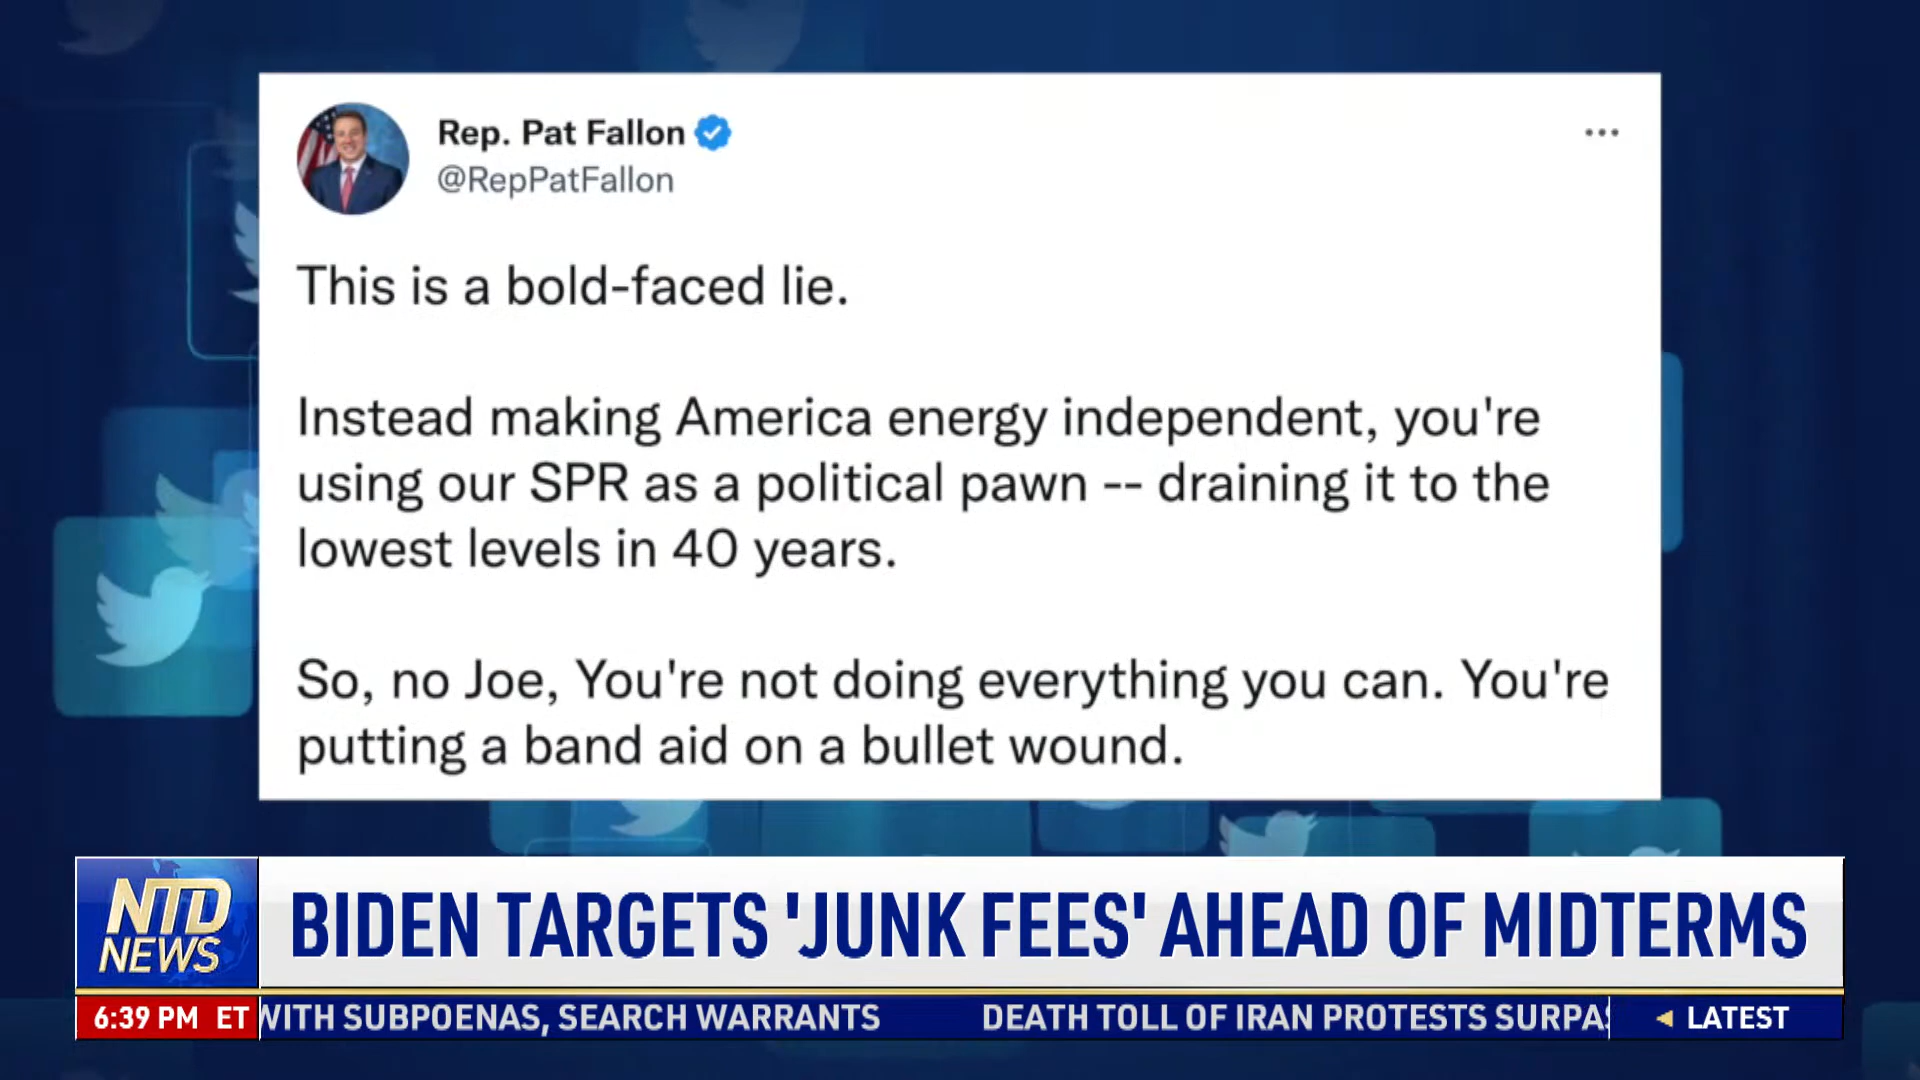 Rep. Pat Fallon
@RepPatFallon
...
This is a bold-faced lie.
Instead making America energy independent, you're
using our SPR as a political pawn -- draining it to the
lowest levels in 40 years.
So, no Joe, You're not doing everything you can. You're
putting a band aid on a bullet wound.
NTD
NEWS
BIDEN TARGETS 'JUNK FEES' AHEAD OF MIDTERMS
6:39 PM ET
WITH SUBPOENAS, SEARCH WARRANTS DEATH TOLL OF IRAN PROTESTS
LATEST